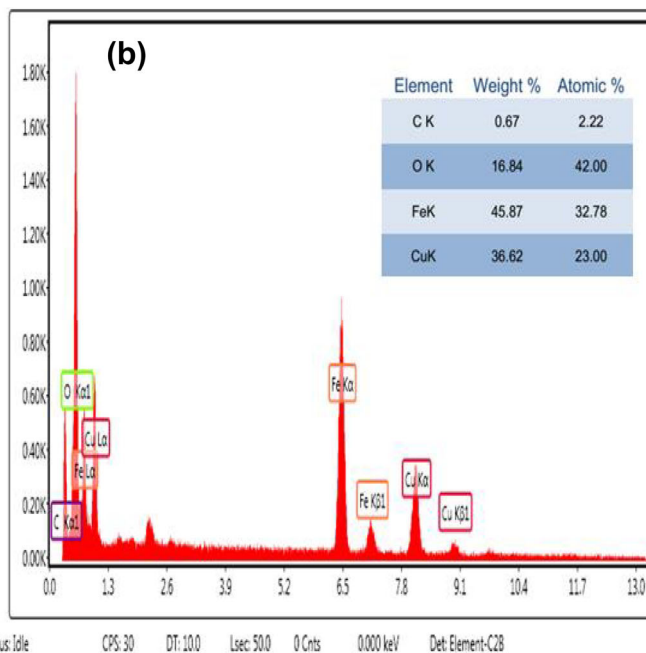 (b)
Element Weight % Atomic %
C K 0.67 2.22
O K 16.84 42.00
FeK 45.87 32.78
CuK 36.62 23.00
1.80K
1.60K
1.40K
1.20K
1.00K
0.80K
0.60K
0.40K
0.20K
0.00K
O Kα1
Cu Lα
Fe Lα
C Kα1
Fe Kα
Fe Kβ1
Cu Kα
Cu Kβ1
0.0 1.3 2.6 3.9 5.2 6.5 7.8 9.1 10.4 11.7 13.0
us: Idle CPS: 30 DT: 10.0 Lsec: 50.0 0 Cnts 0.000 keV Det: Element-C2B